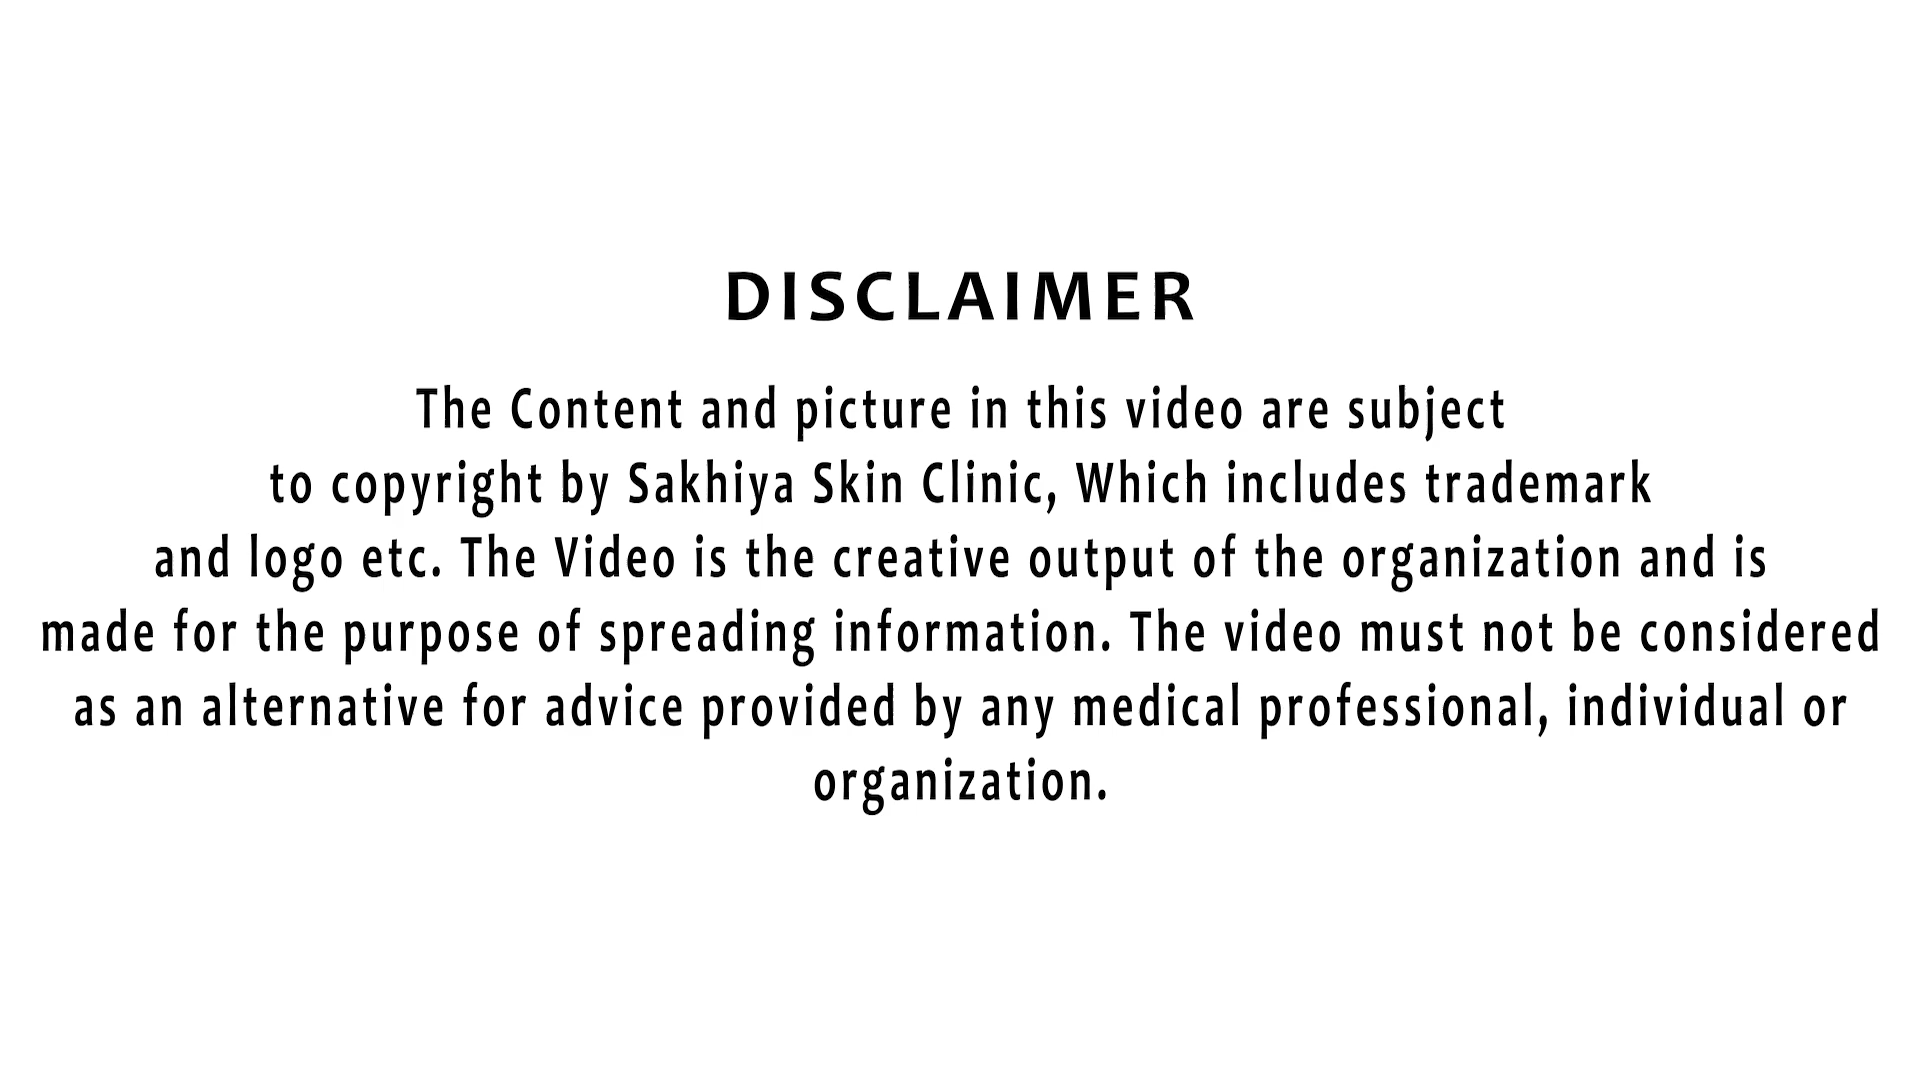 DISCLAIMER
The Content and picture in this video are subject
to copyright by Sakhiya Skin Clinic, Which includes trademark
and logo etc. The Video is the creative output of the organization and is
made for the purpose of spreading information. The video must not be considered
as an alternative for advice provided by any medical professional, individual or
organization.